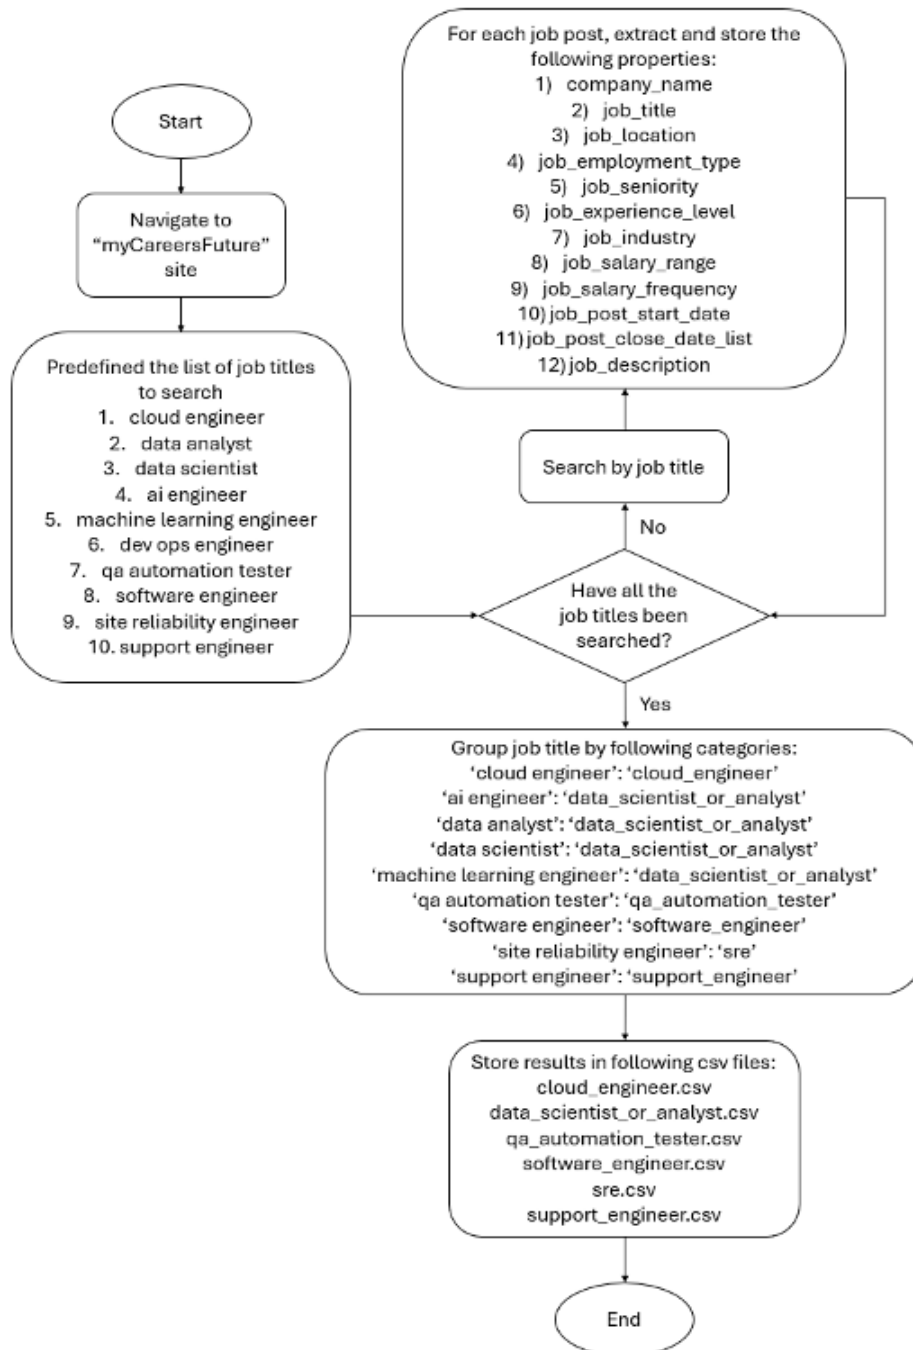 Start
Navigate to
“myCareersFuture”
site
Predefined the list of job titles
to search
1. cloud engineer
2. data analyst
3. data scientist
4. ai engineer
5. machine learning engineer
6. dev ops engineer
7. qa automation tester
8. software engineer
9. site reliability engineer
10. support engineer
For each job post, extract and store the
following properties:
1) company_name
2) job_title
3) job_location
4) job_employment_type
5) job_seniority
6) job_experience_level
7) job_industry
8) job_salary_range
9) job_salary_frequency
10) job_post_start_date
11) job_post_close_date_list
12) job_description
Search by job title
No
Have all the
job titles been
searched?
Yes
Group job title by following categories:
‘cloud engineer’: ‘cloud_engineer’
‘ai engineer’: ‘data_scientist_or_analyst’
‘data analyst’: ‘data_scientist_or_analyst’
‘data scientist’: ‘data_scientist_or_analyst’
‘machine learning engineer’: ‘data_scientist_or_analyst’
‘qa automation tester’: ‘qa_automation_tester’
‘software engineer’: ‘software_engineer’
‘site reliability engineer’: ‘sre’
‘support engineer’: ‘support_engineer’
Store results in following csv files:
cloud_engineer.csv
data_scientist_or_analyst.csv
qa_automation_tester.csv
software_engineer.csv
sre.csv
support_engineer.csv
End